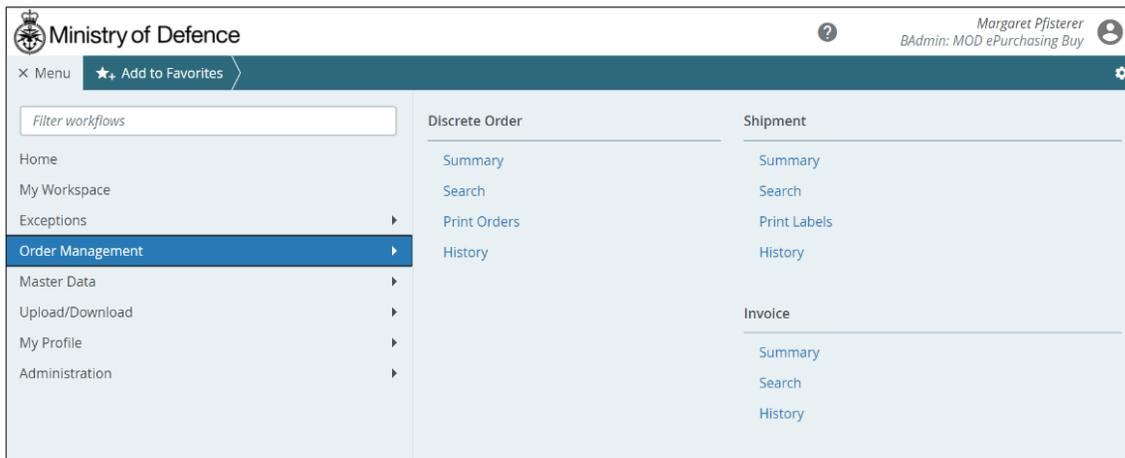 Ministry of Defence
Margaret Pfisterer
BAdmin: MOD ePurchasing Buy
Menu
Add to Favorites
Filter workflows
Home
My Workspace
Exceptions
Order Management
Master Data
Upload/Download
My Profile
Administration
Discrete Order
Summary
Search
Print Orders
History
Shipment
Summary
Search
Print Labels
History
Invoice
Summary
Search
History